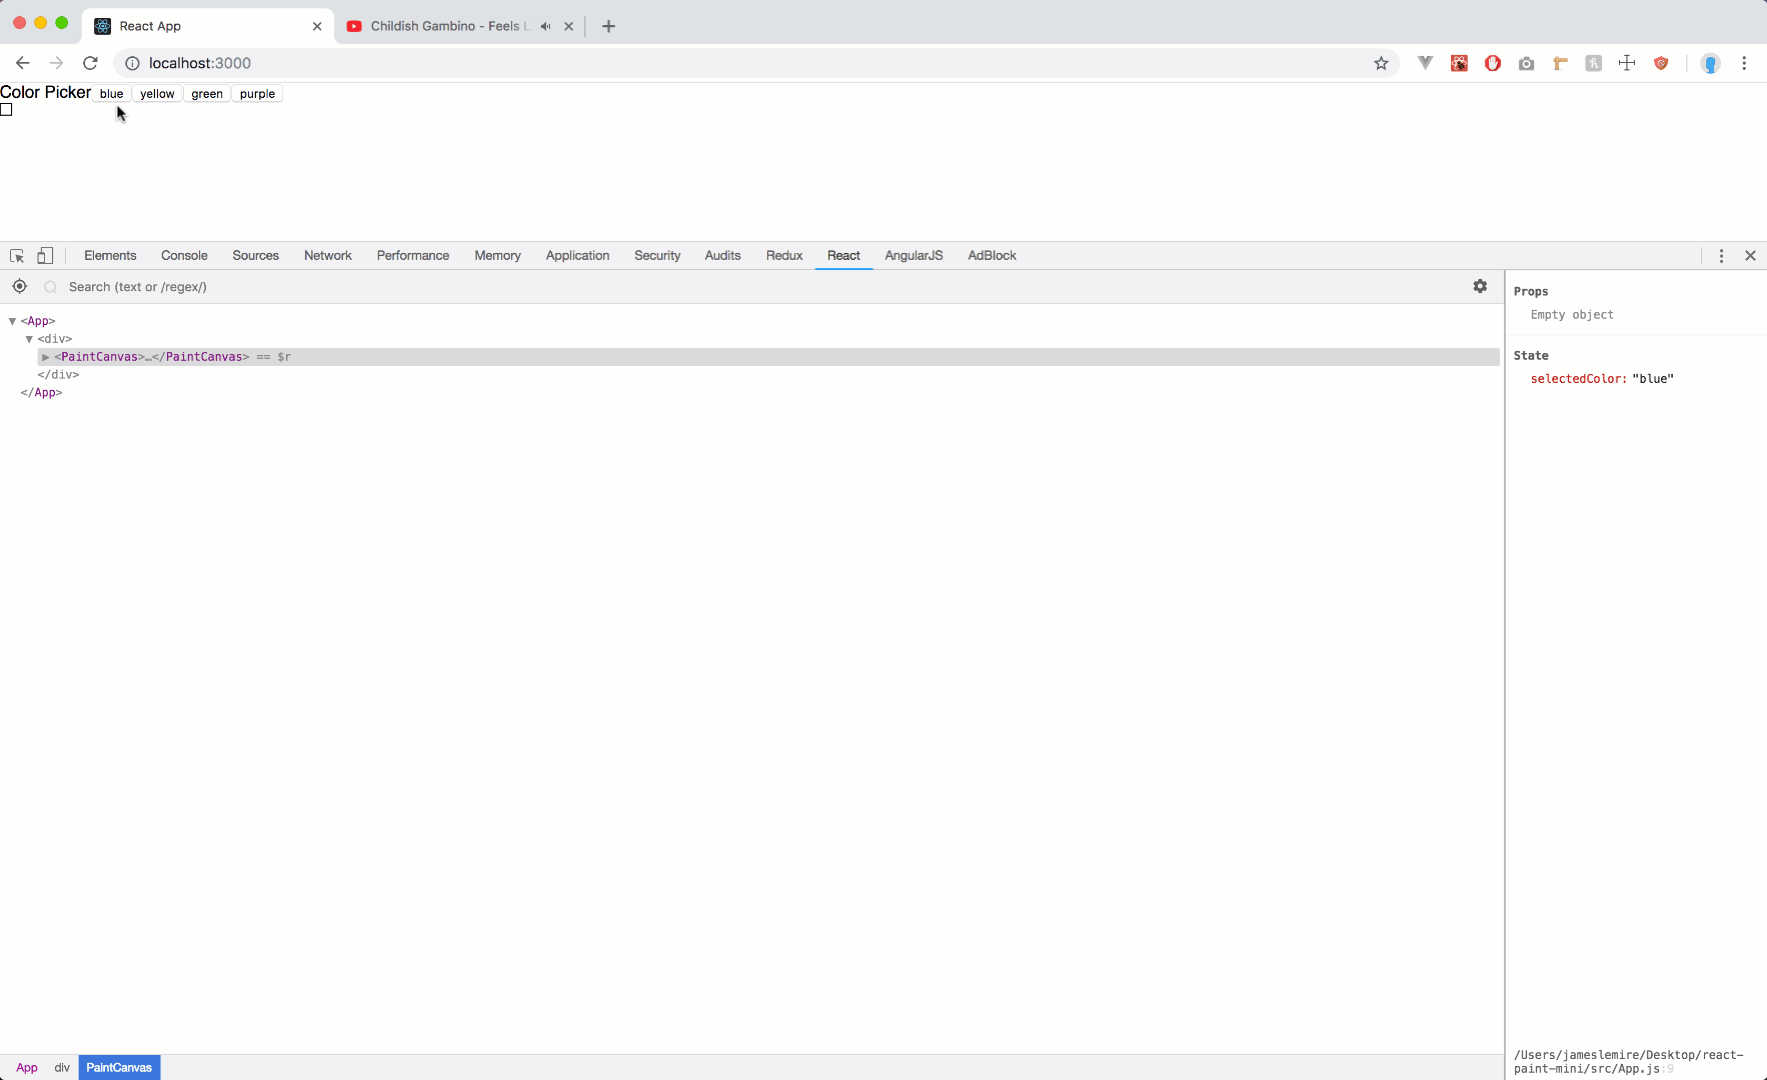 React App
Childish Gambino - Feels L
localhost:3000
Color Picker blue yellow green purple
Elements Console Sources Network Performance Memory Application Security Audits Redux React AngularJS AdBlock
Search (text or /regex/)
<App>
<div>
<PaintCanvas>…</PaintCanvas> == $r
</div>
</App>
Props
Empty object
State
selectedColor: "blue"
/Users/jameslemire/Desktop/react-
paint-mini/src/App.js:9
App div PaintCanvas